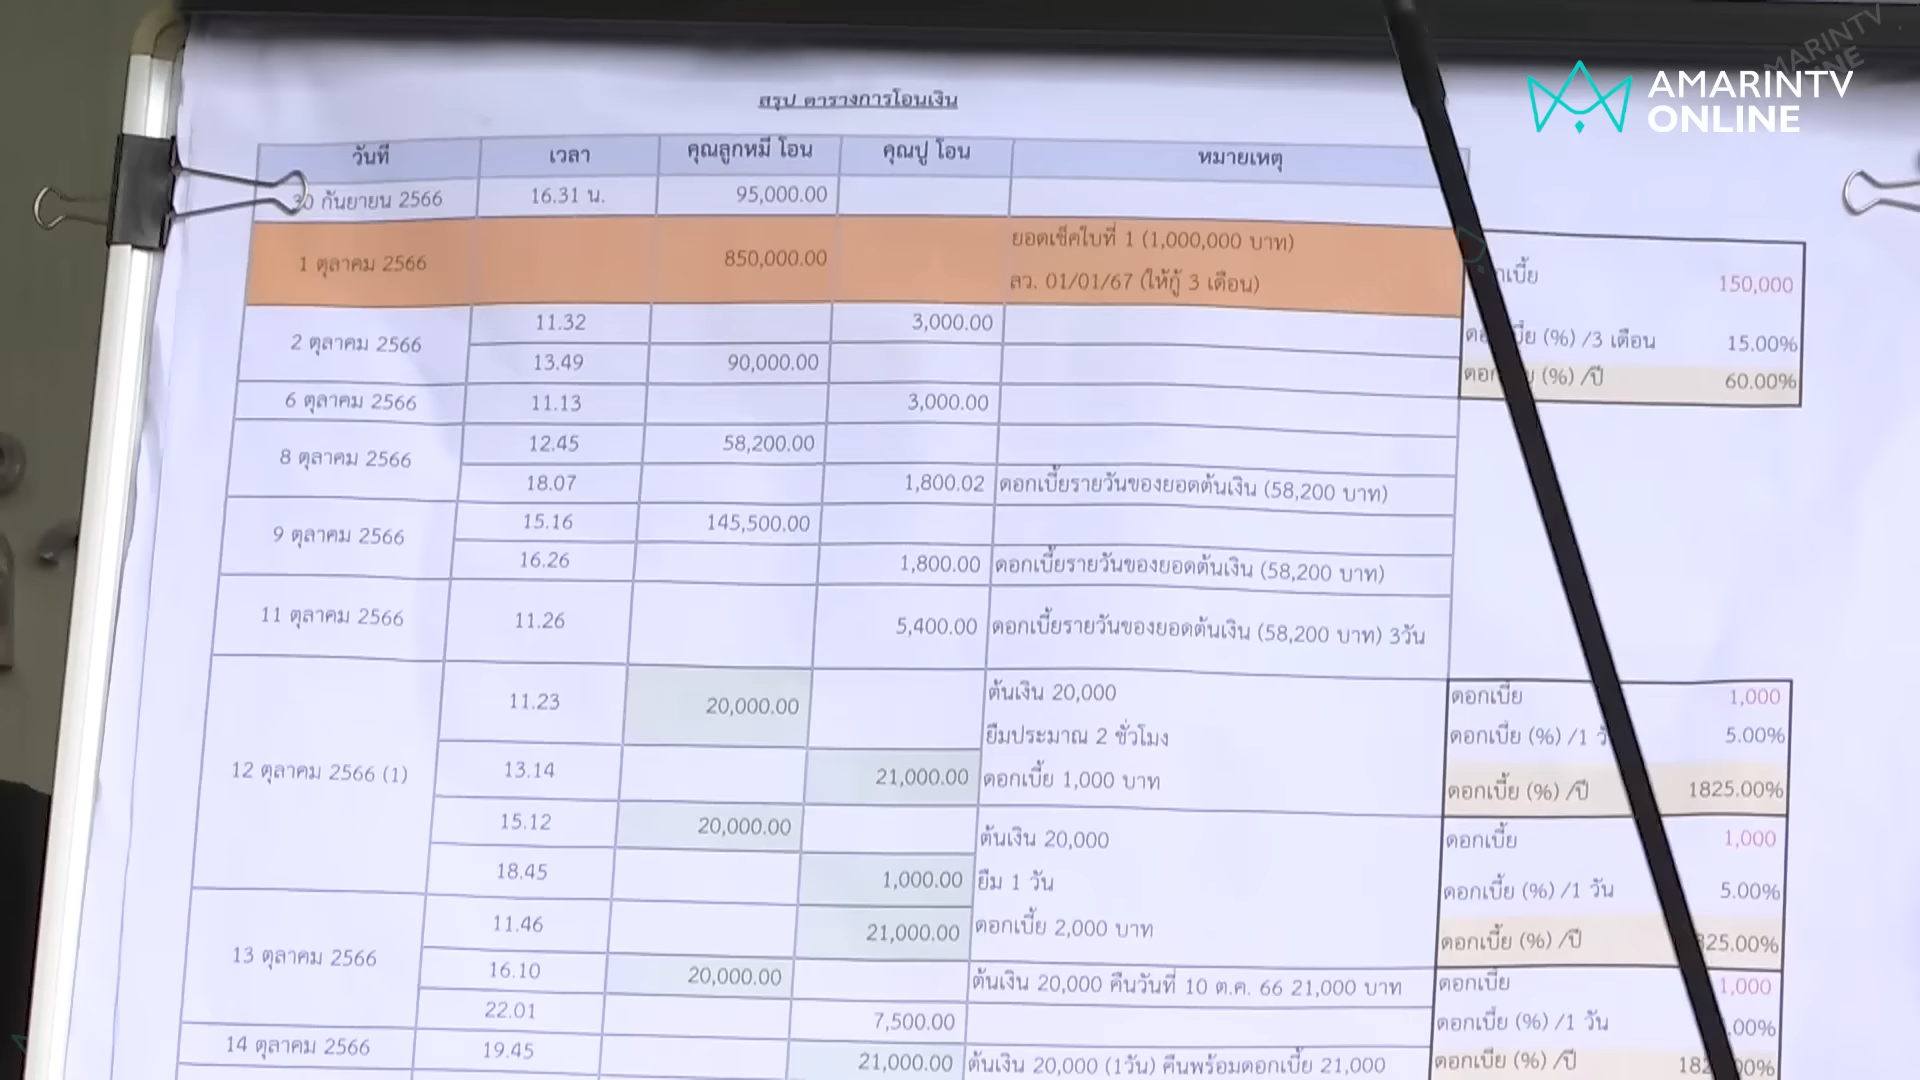 AMARINTV
ONLINE
สรุป ตารางการโอนเงิน
วันที่ เวลา คุณลูกหมี โอน คุณปู โอน หมายเหตุ
30 กันยายน 2566 16.31 น. 95,000.00
1 ตุลาคม 2566 850,000.00 ยอดเช็คใบที่ 1 (1,000,000 บาท)
ลว. 01/01/67 (ให้กู้ 3 เดือน)
150,000
2 ตุลาคม 2566 11.32 3,000.00
/3 เดือน 15.00%
13.49 90,000.00
(%) /ปี 60.00%
6 ตุลาคม 2566 11.13 3,000.00
8 ตุลาคม 2566 12.45 58,200.00
18.07 1,800.02 ดอกเบี้ยรายวันของยอดต้นเงิน (58,200 บาท)
9 ตุลาคม 2566 15.16 145,500.00
16.26 1,800.00 ดอกเบี้ยรายวันของยอดต้นเงิน (58,200 บาท)
11 ตุลาคม 2566 11.26 5,400.00 ดอกเบี้ยรายวันของยอดต้นเงิน (58,200 บาท) 3วัน
12 ตุลาคม 2566 (1) 11.23 20,000.00 ต้นเงิน 20,000
ยืมประมาณ 2 ชั่วโมง
13.14 21,000.00 ดอกเบี้ย 1,000 บาท
ดอกเบี้ย 1,000
ดอกเบี้ย (%) /1 5.00%
ดอกเบี้ย (%) /ปี 1825.00%
15.12 20,000.00 ต้นเงิน 20,000
18.45 1,000.00 ยืม 1 วัน
13 ตุลาคม 2566 11.46 21,000.00 ดอกเบี้ย 2,000 บาท
ดอกเบี้ย 1,000
ดอกเบี้ย (%) /1 วัน 5.00%
ดอกเบี้ย (%) /ปี 25.00%
16.10 20,000.00 ต้นเงิน 20,000 คืนวันที่ 10 ต.ค. 66 21,000 บาท
ดอกเบี้ย 1,000
22.01 7,500.00
ดอกเบี้ย (%) /1 วัน .00%
14 ตุลาคม 2566 19.45 21,000.00 ต้นเงิน 20,000 (1วัน) คืนพร้อมดอกเบี้ย 21,000
ดอกเบี้ย (%) /ปี